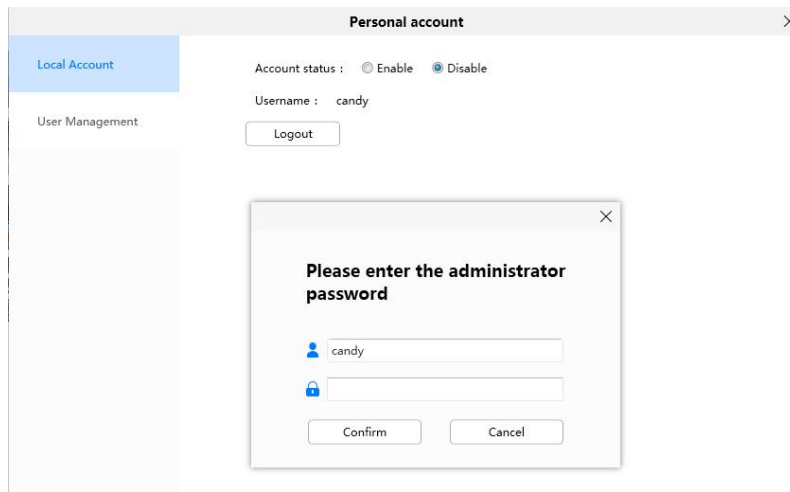 Personal account
Local Account
Account status : Enable Disable
Username : candy
User Management
Logout
Please enter the administrator
password
candy
Confirm Cancel